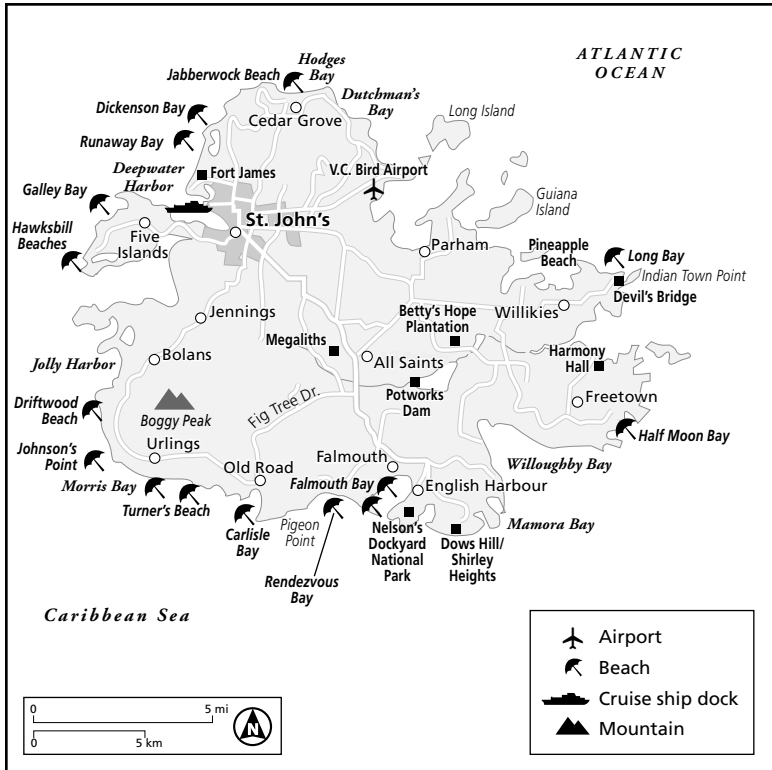 ATLANTIC
OCEAN
Hodges
Bay
Jabberwock Beach
Dutchman's
Bay
Dickenson Bay
Cedar Grove
Long Island
Runaway Bay
Deepwater
Harbor
Fort James
V.C. Bird Airport
Galley Bay
Guiana
Island
St. John's
Hawksbill
Beaches
Five
Islands
Parham
Pineapple
Beach
Long Bay
Indian Town Point
Devil's Bridge
Betty's Hope
Plantation
Willikies
Jennings
Megaliths
All Saints
Harmony
Hall
Jolly Harbor
Bolans
Potworks
Dam
Freetown
Driftwood
Beach
Boggy Peak
Fig Tree Dr.
Half Moon Bay
Johnson's
Point
Urlings
Old Road
Falmouth
Willoughby Bay
Morris Bay
Falmouth Bay
English Harbour
Turner's Beach
Carlisle
Bay
Pigeon
Point
Nelson's
Dockyard
National
Park
Dows Hill/
Shirley
Heights
Mamora Bay
Rendezvous
Bay
Caribbean Sea
Airport
Beach
Cruise ship dock
Mountain
0 5 mi
0 5 km
N